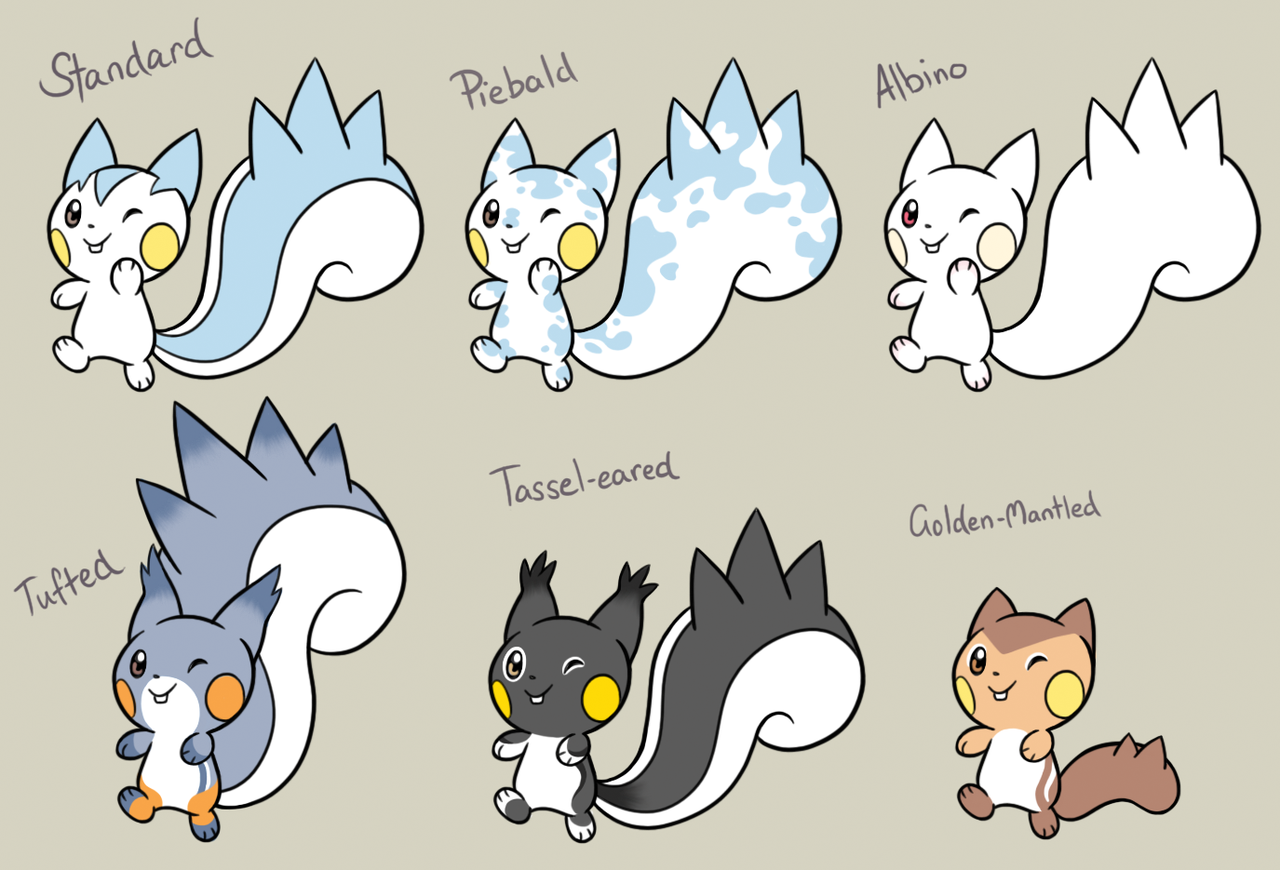 Standard
Piebald
Albino
Tufted
Tassel-eared
Golden-Mantled